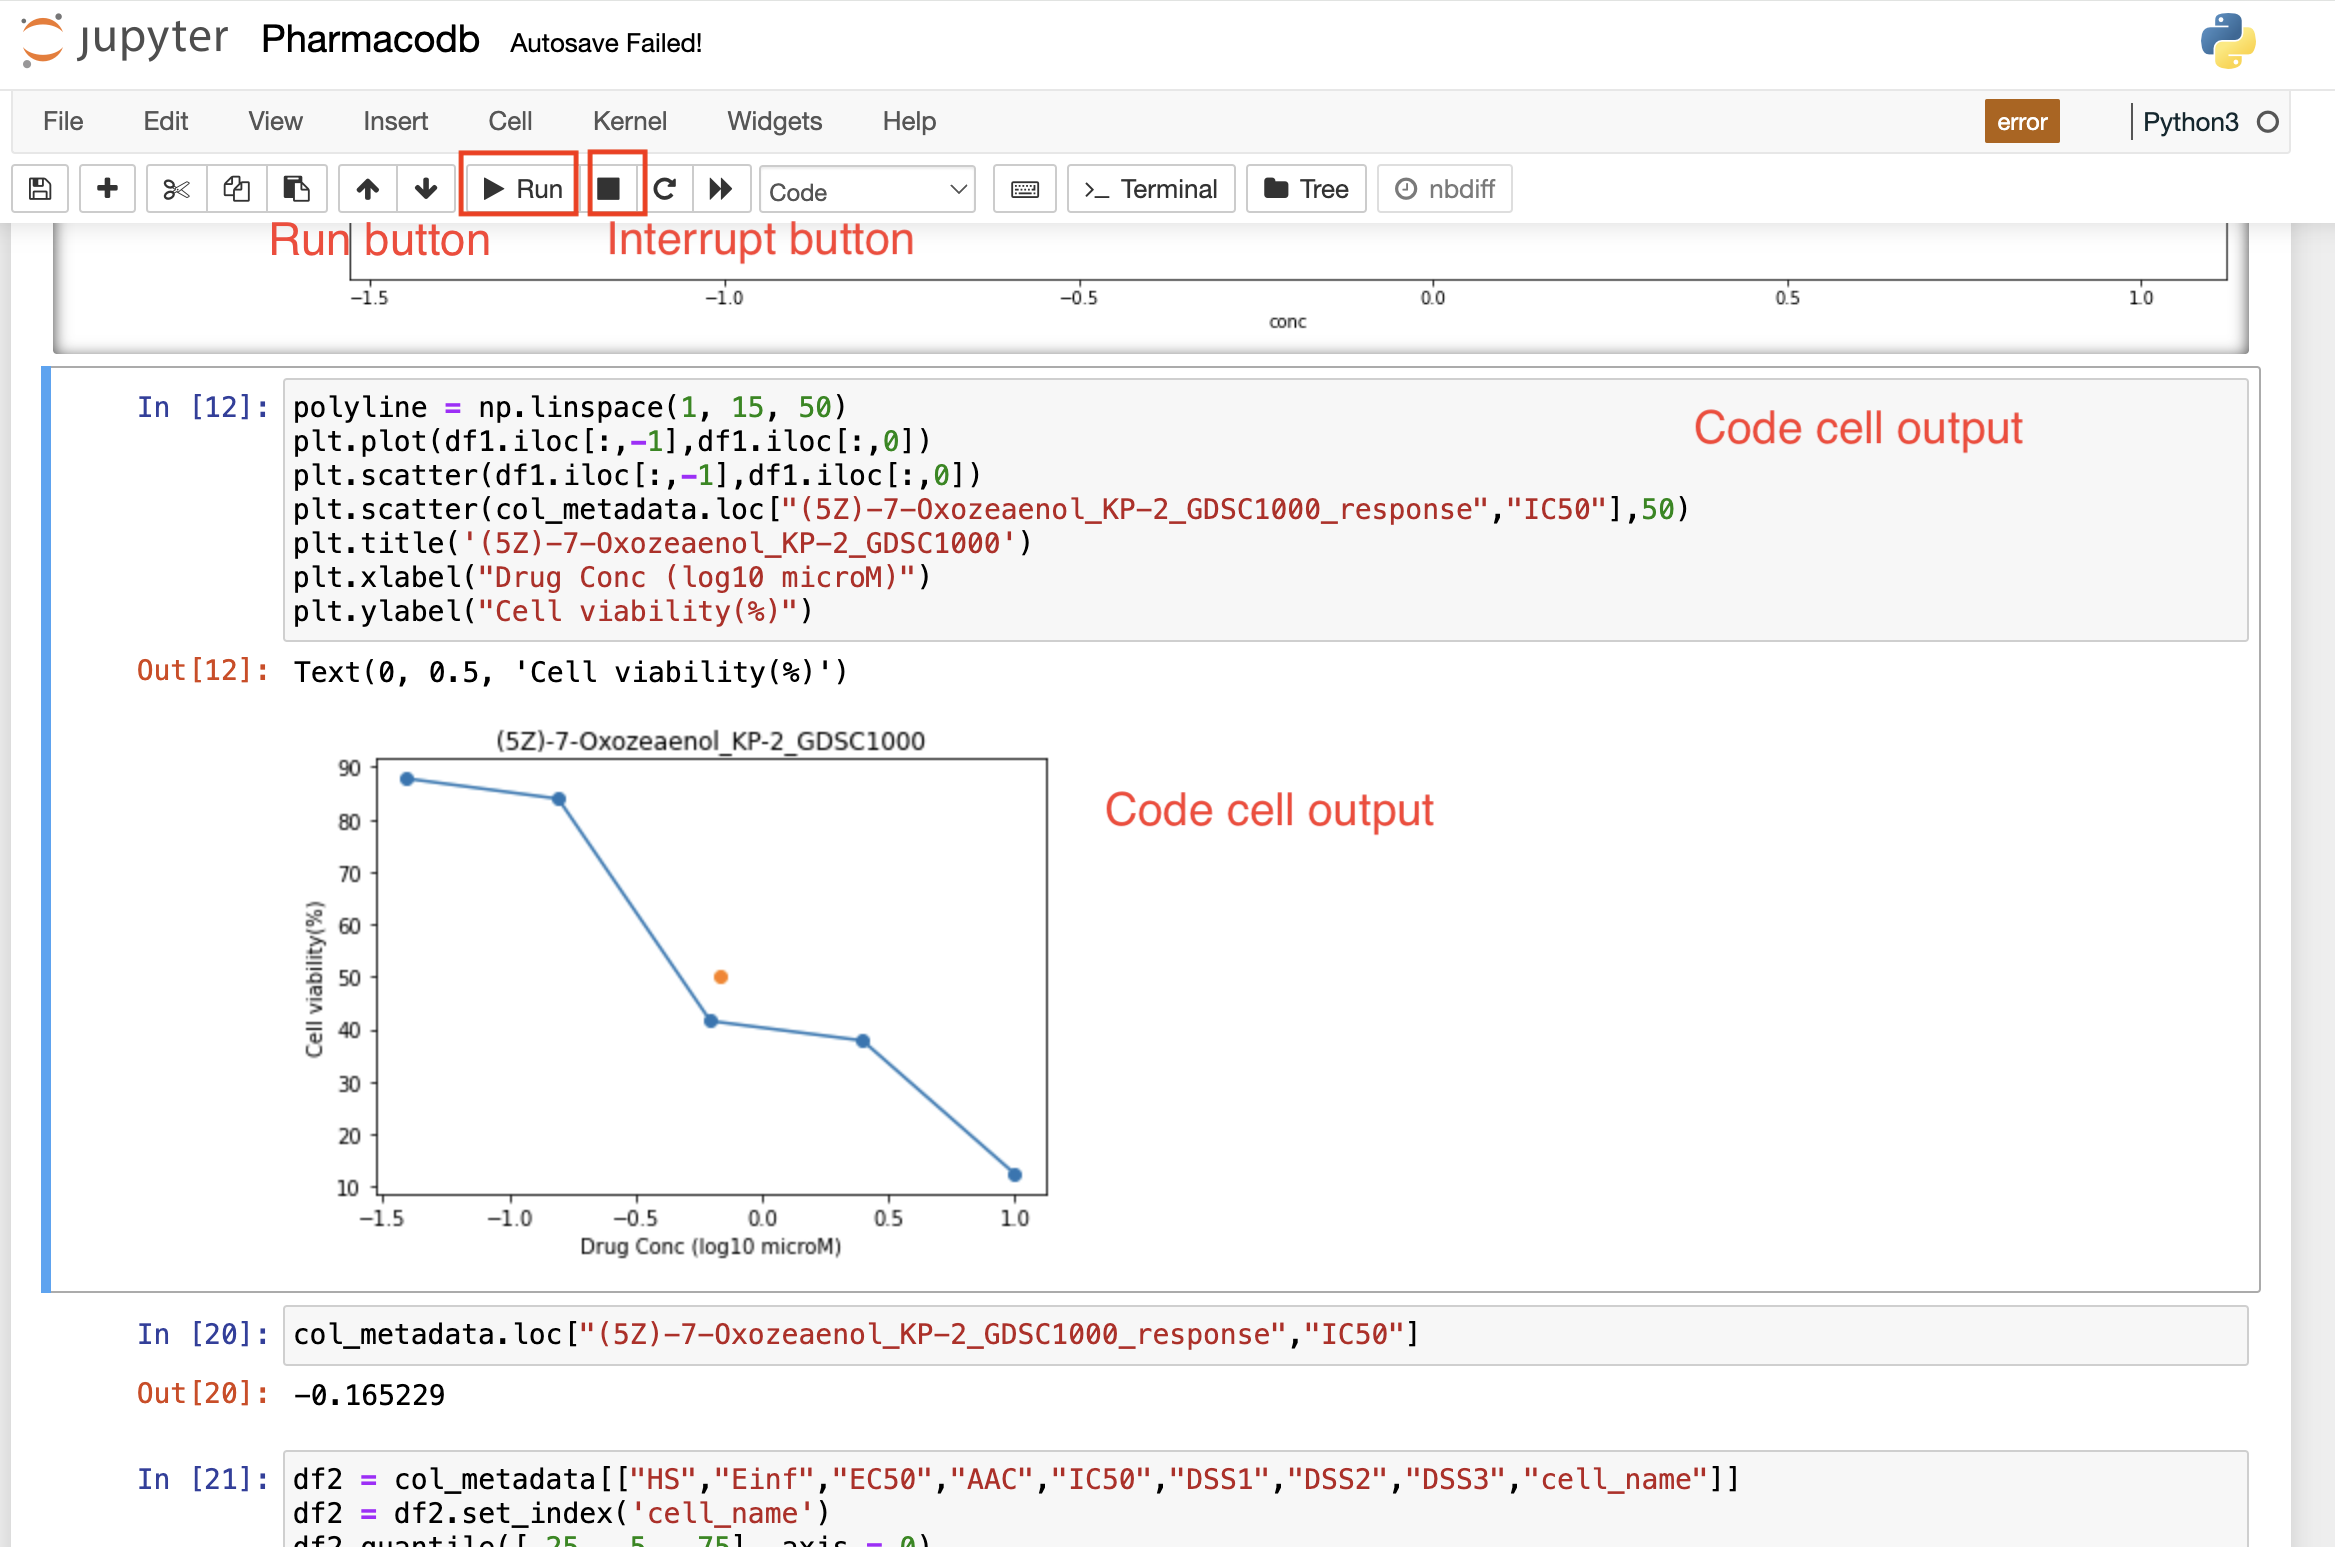 jupyter Pharmacodb Autosave Failed!
File Edit View Insert Cell Kernel Widgets Help error Python3
Run Code >_ Terminal Tree nbdiff
Run button Interrupt button
−1.5 −1.0 −0.5 0.0 0.5 1.0
conc
In [12]: polyline = np.linspace(1, 15, 50)
Code cell output
plt.plot(df1.iloc[:,-1],df1.iloc[:,0])
plt.scatter(df1.iloc[:,-1],df1.iloc[:,0])
plt.scatter(col_metadata.loc["(5Z)-7-Oxozeaenol_KP-2_GDSC1000_response","IC50"],50)
plt.title('(5Z)-7-Oxozeaenol_KP-2_GDSC1000')
plt.xlabel("Drug Conc (log10 microM)")
plt.ylabel("Cell viability(%)")
Out[12]: Text(0, 0.5, 'Cell viability(%)')
(5Z)-7-Oxozeaenol_KP-2_GDSC1000
90
80
70
60
50
40
30
20
10
Cell viability(%)
Code cell output
−1.5 −1.0 −0.5 0.0 0.5 1.0
Drug Conc (log10 microM)
In [20]: col_metadata.loc["(5Z)-7-Oxozeaenol_KP-2_GDSC1000_response","IC50"]
Out[20]: -0.165229
In [21]: df2 = col_metadata[["HS","Einf","EC50","AAC","IC50","DSS1","DSS2","DSS3","cell_name"]]
df2 = df2.set_index('cell_name')
df2.quantile([.25, .5, .75], axis = 0)